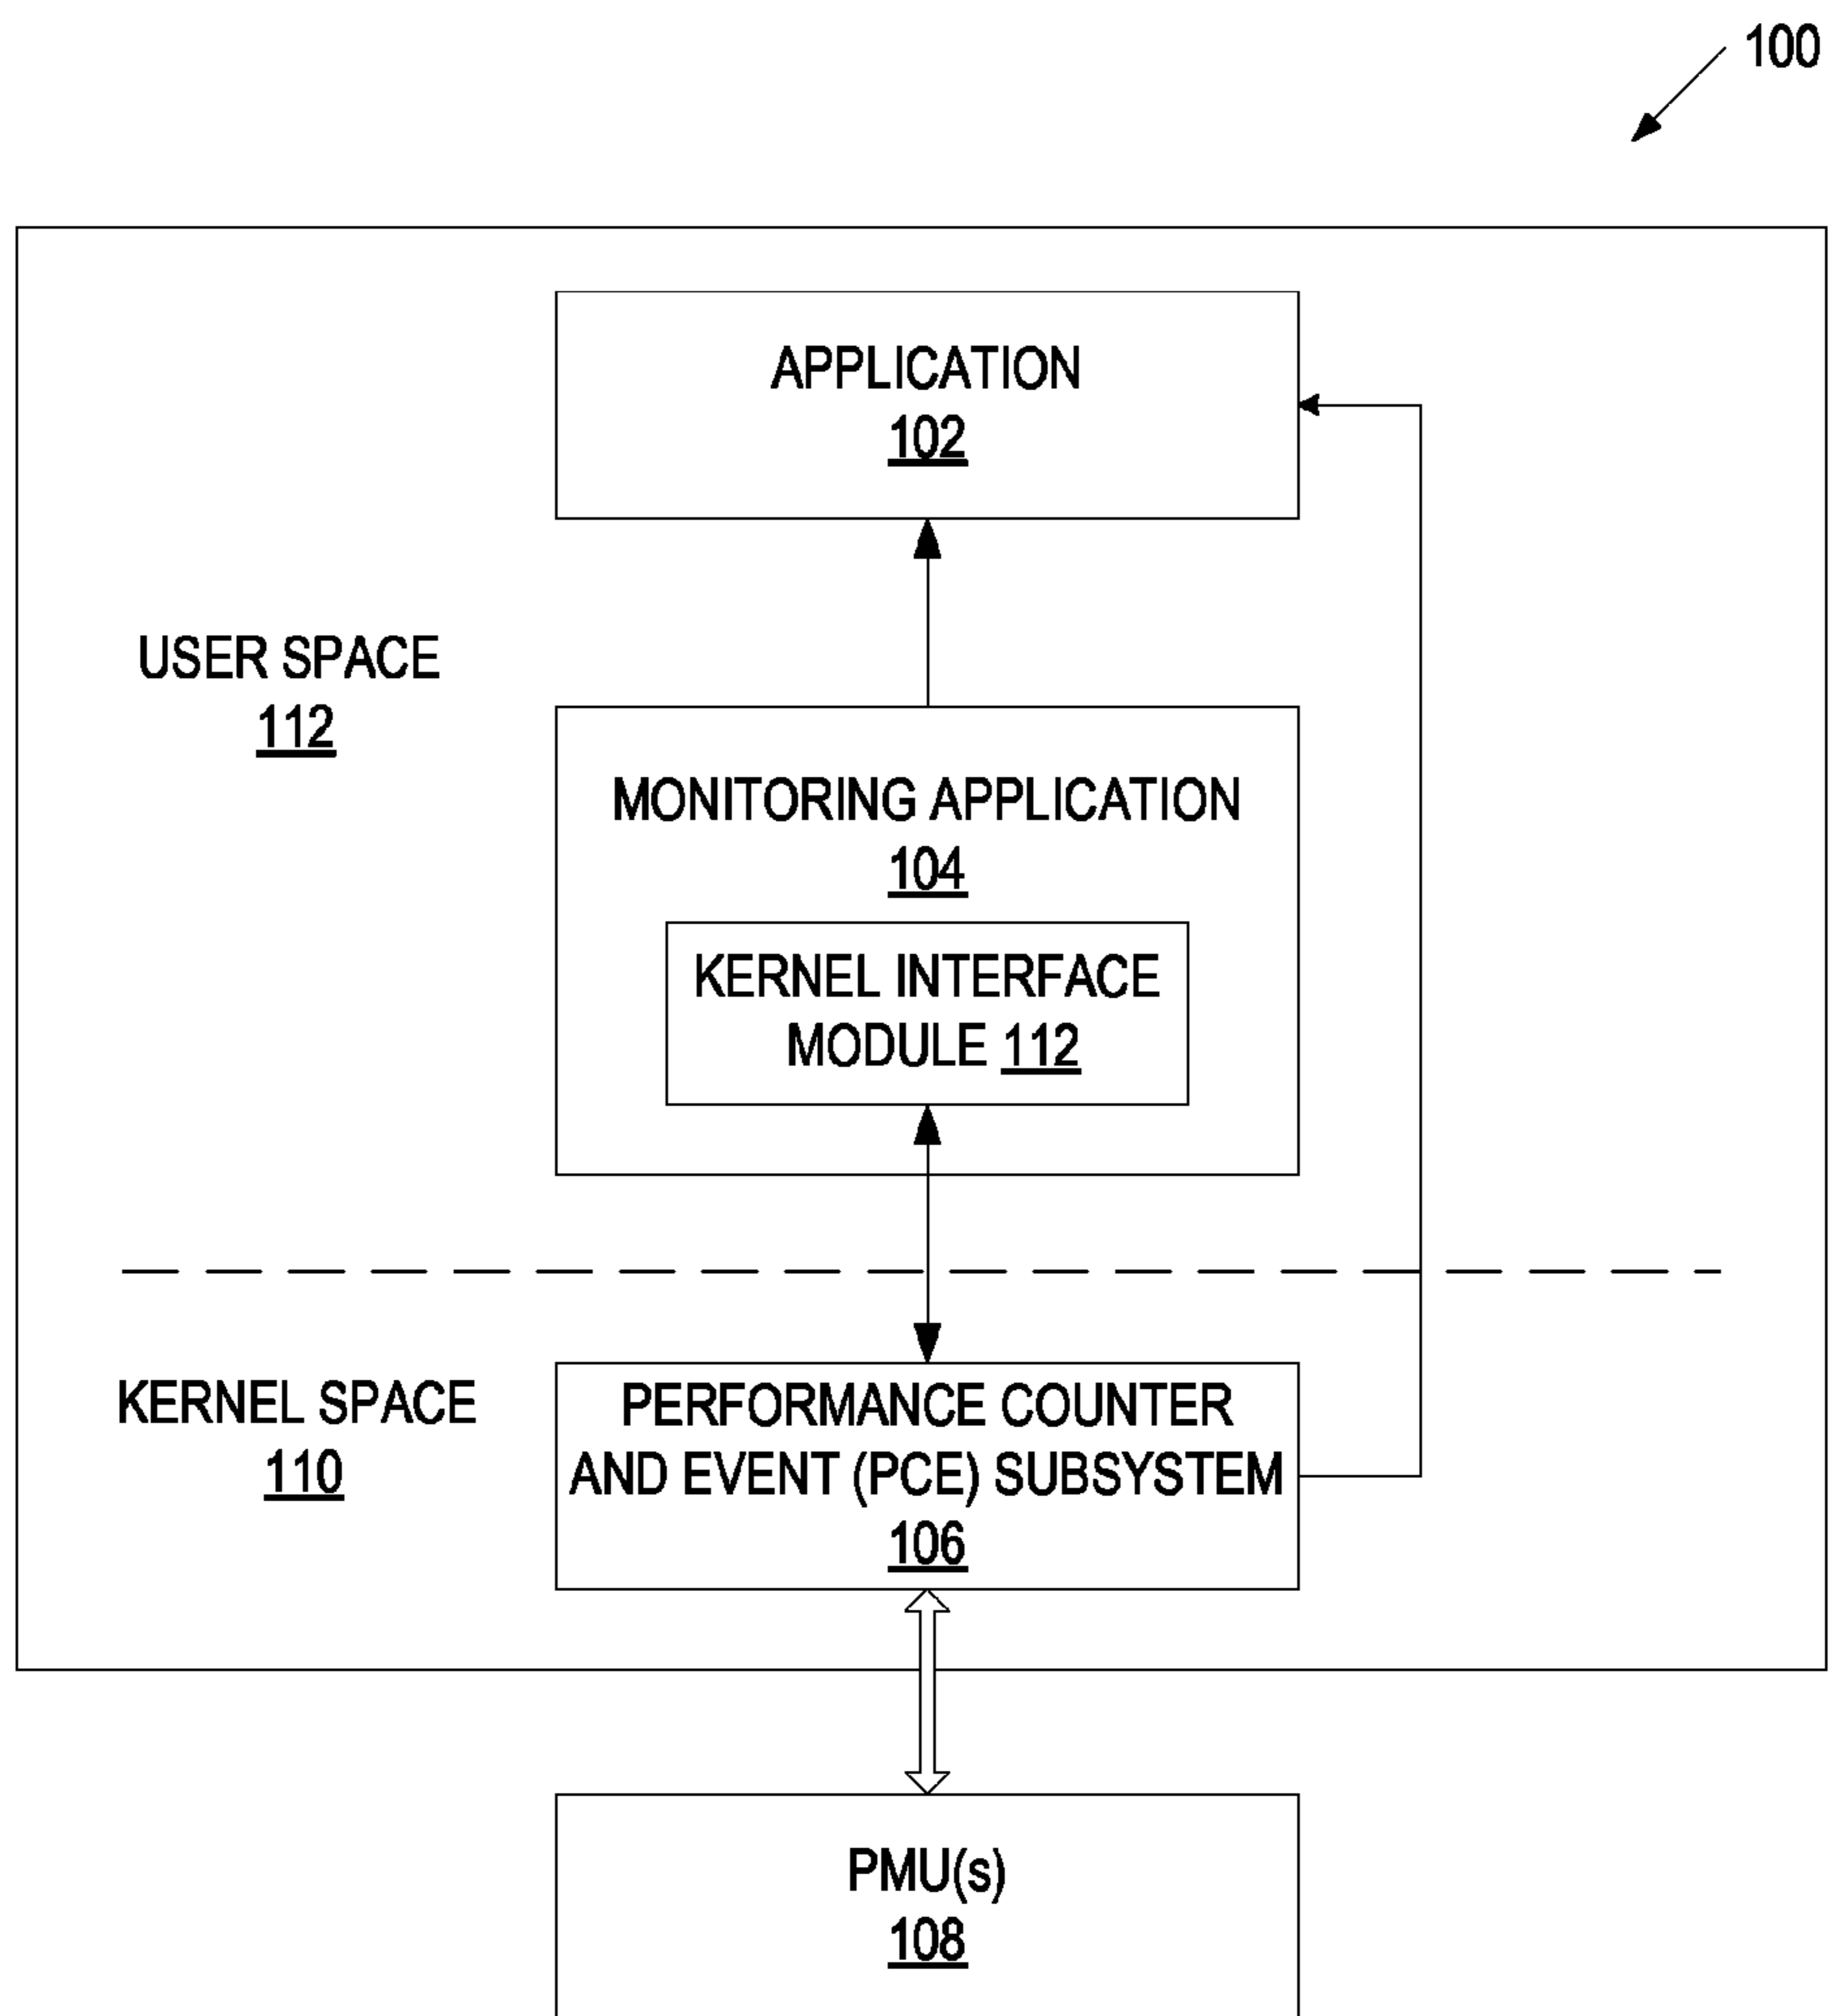 100
APPLICATION
102
USER SPACE
112
MONITORING APPLICATION
104
KERNEL INTERFACE
MODULE 112
KERNEL SPACE
110
PERFORMANCE COUNTER
AND EVENT (PCE) SUBSYSTEM
106
PMU(s)
108